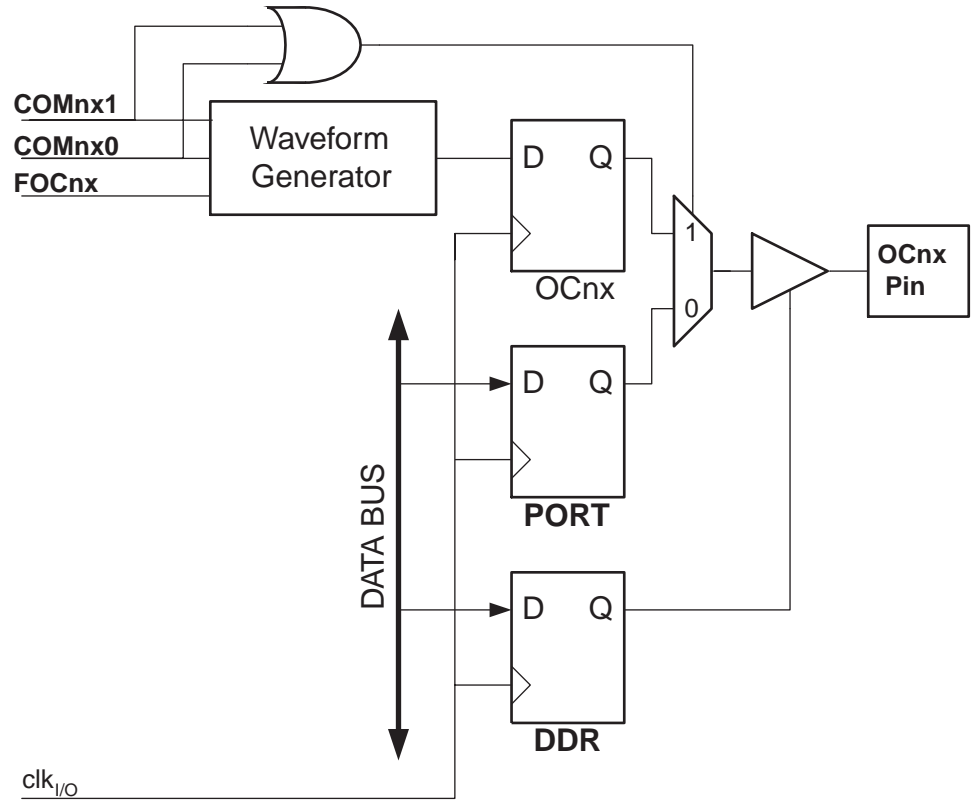 COMnx1
COMnx0
FOCnx
Waveform
Generator
D Q
OCnx
1
0
OCnx
Pin
D Q
PORT
D Q
DDR
DATA BUS
clkI/O